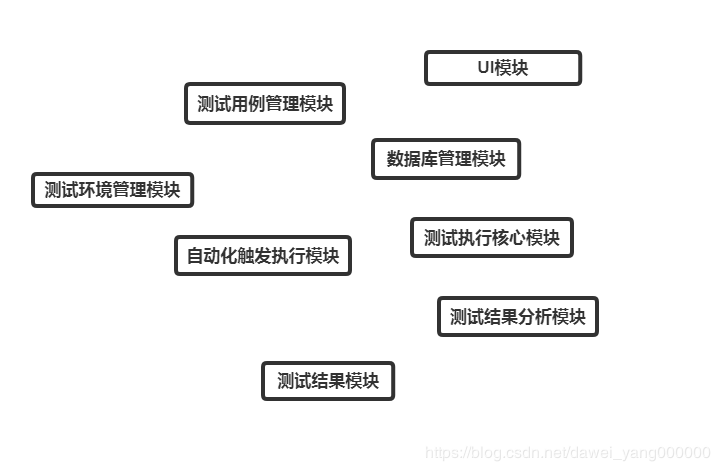 UI模块
测试用例管理模块
数据库管理模块
测试环境管理模块
测试执行核心模块
自动化触发执行模块
测试结果分析模块
测试结果模块
https://blog.csdn.net/dawei_yang000000